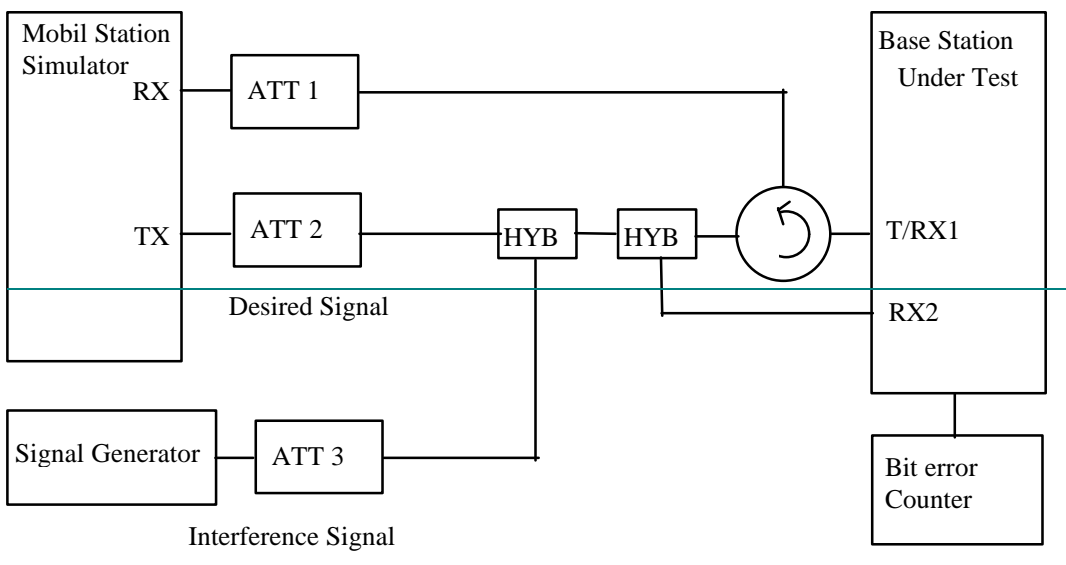 Mobil Station
Simulator
RX
ATT 1
Base Station
Under Test
TX
ATT 2
HYB
HYB
T/RX1
Desired Signal
RX2
Signal Generator
ATT 3
Bit error
Counter
Interference Signal